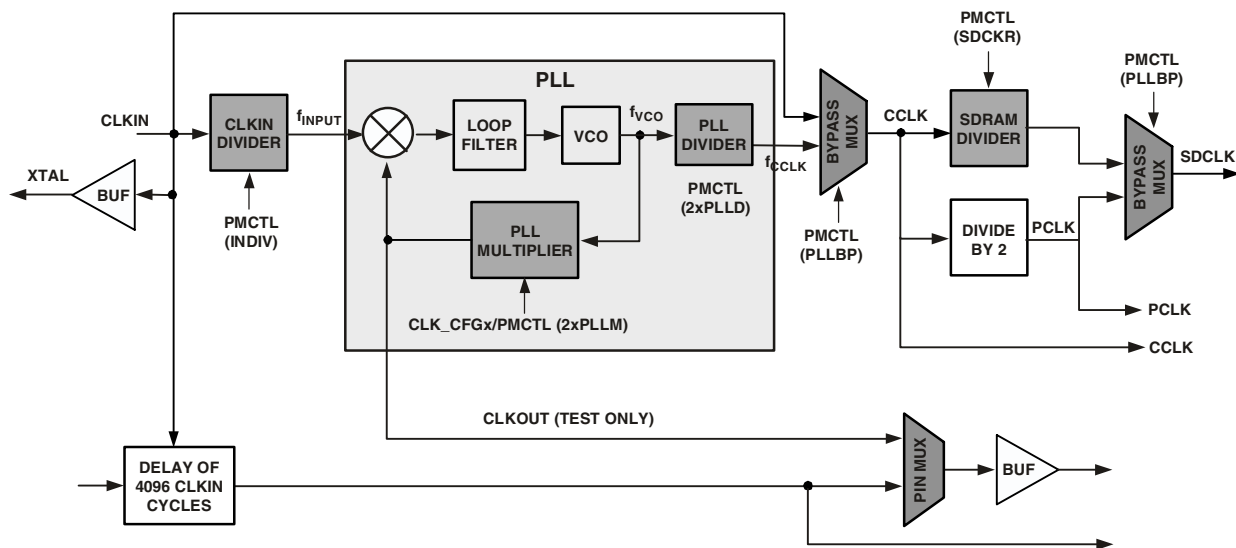 PMCTL
(SDCKR)
PLL
PMCTL
(PLLBP)
CLKIN
CLKIN
DIVIDER
fINPUT
LOOP
FILTER
VCO
fVCO
PLL
DIVIDER
fCCLK
BYPASS
MUX
CCLK
SDRAM
DIVIDER
BYPASS
MUX
SDCLK
XTAL
BUF
PMCTL
(INDIV)
PMCTL
(2xPLLD)
PLL
MULTIPLIER
PMCTL
(PLLBP)
DIVIDE
BY 2
PCLK
CLK_CFGx/PMCTL (2xPLLM)
PCLK
CCLK
CLKOUT (TEST ONLY)
DELAY OF
4096 CLKIN
CYCLES
PIN MUX
BUF